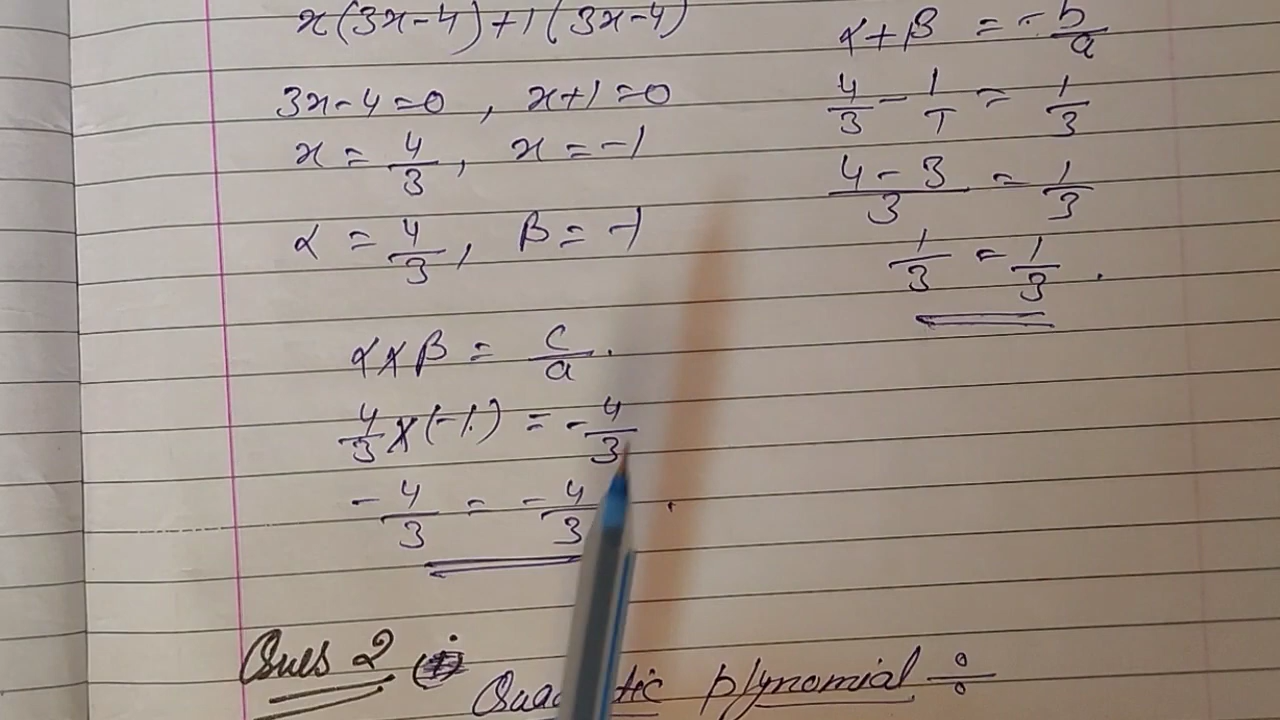 x(3x-4)+1(3x-4)
3x-4=0, x+1=0
x = 4/3, x = -1
α = 4/3, β = -1
α×β = c/a.
4/3 × (-1.) = -4/3
-4/3 = -4/3 .
α+β = -b/a
4/3 - 1/1 = 1/3
4-3/3 = 1/3
1/3 = 1/3 .
Ques 2 (i)
plynomial ÷